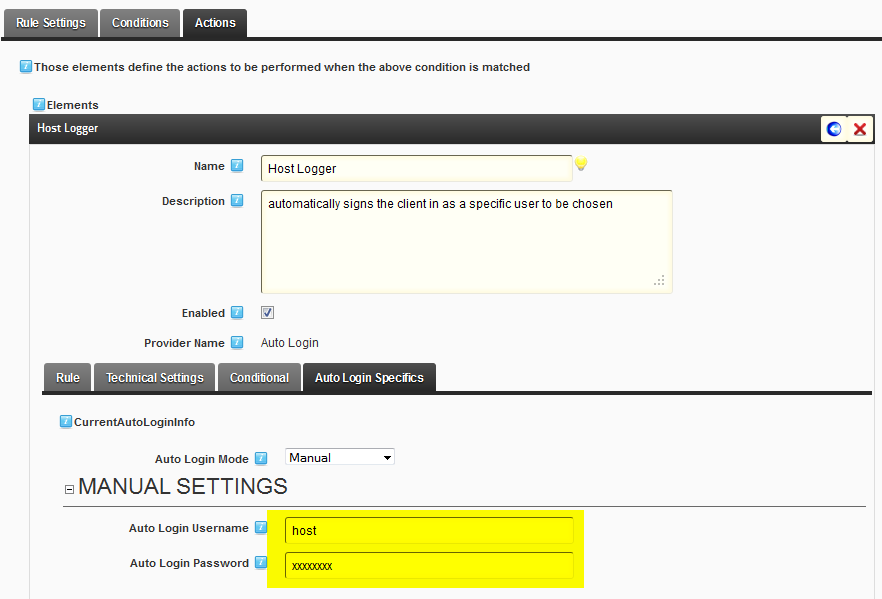 Rule Settings Conditions Actions
Those elements define the actions to be performed when the above condition is matched
Elements
Host Logger
Name Host Logger
Description automatically signs the client in as a specific user to be chosen
Enabled
Provider Name Auto Login
Rule Technical Settings Conditional Auto Login Specifics
CurrentAutoLoginInfo
Auto Login Mode Manual
MANUAL SETTINGS
Auto Login Username host
Auto Login Password xxxxxxxx